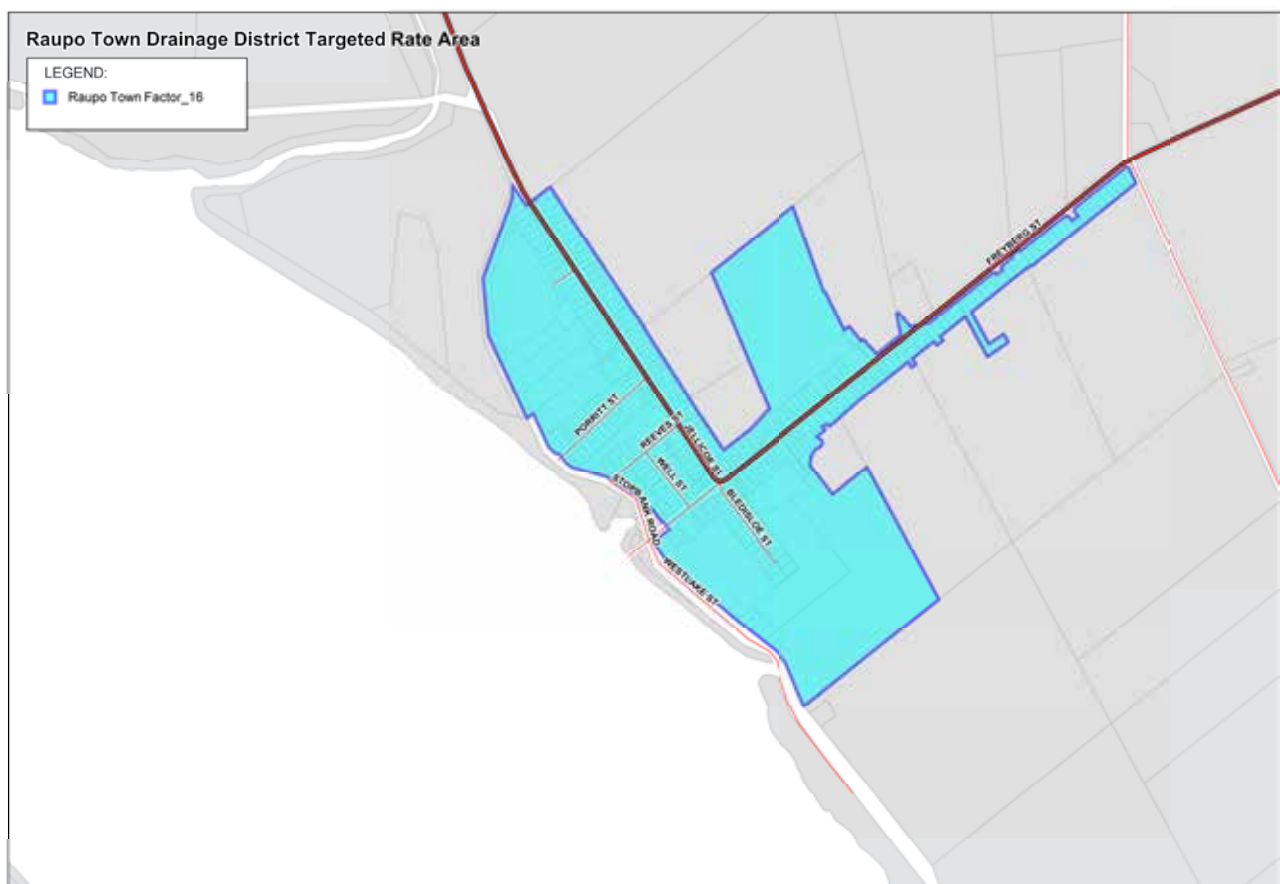 Raupo Town Drainage District Targeted Rate Area
LEGEND:
Raupo Town Factor_16
FREYBERG ST
PORRITT ST
REEVES ST
JELLICOE ST
WELL ST
STOPBANK ROAD
BLEDISLOE ST
WESTLAKE ST